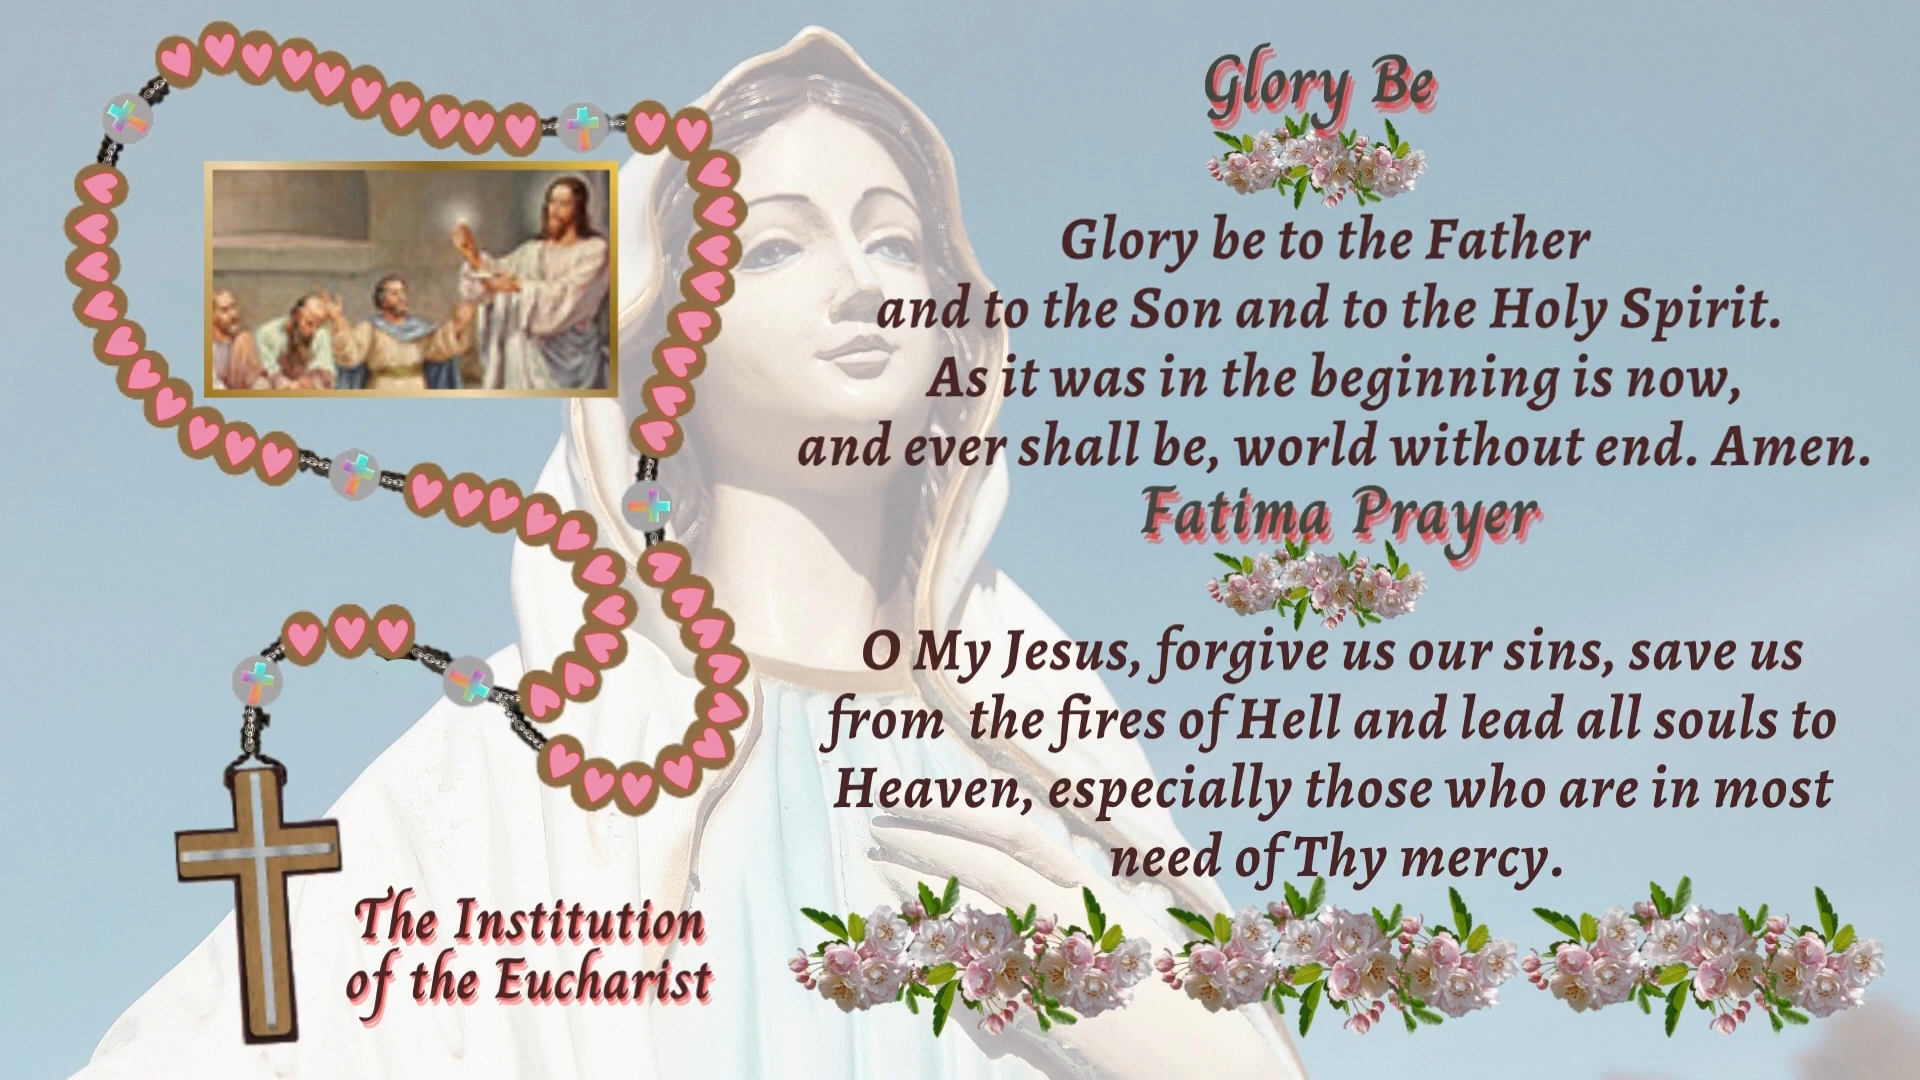 Glory Be
Glory be to the Father
and to the Son and to the Holy Spirit.
As it was in the beginning is now,
and ever shall be, world without end. Amen.
Fatima Prayer
O My Jesus, forgive us our sins, save us
from the fires of Hell and lead all souls to
Heaven, especially those who are in most
need of Thy mercy.
The Institution
of the Eucharist